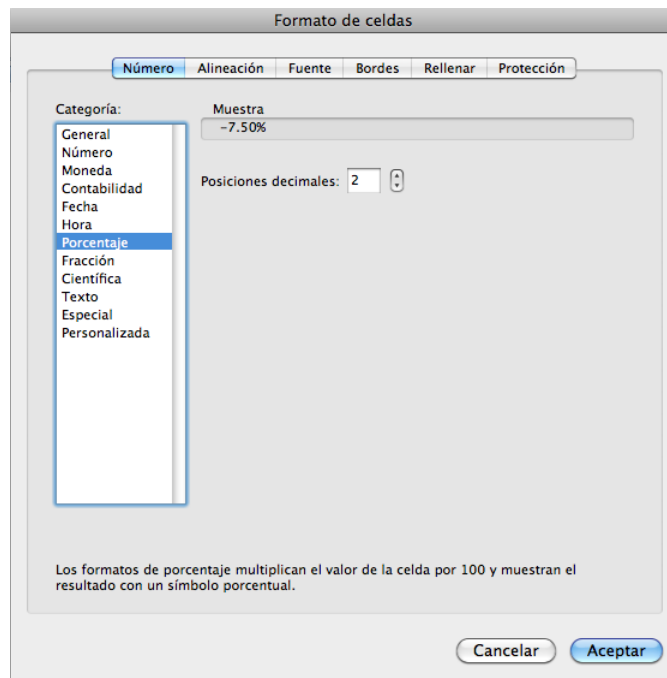 Formato de celdas
Número Alineación Fuente Bordes Rellenar Protección
Categoría:
Muestra
-7.50%
General
Número
Moneda
Contabilidad
Fecha
Hora
Porcentaje
Fracción
Científica
Texto
Especial
Personalizada
Posiciones decimales: 2
Los formatos de porcentaje multiplican el valor de la celda por 100 y muestran el
resultado con un símbolo porcentual.
Cancelar Aceptar